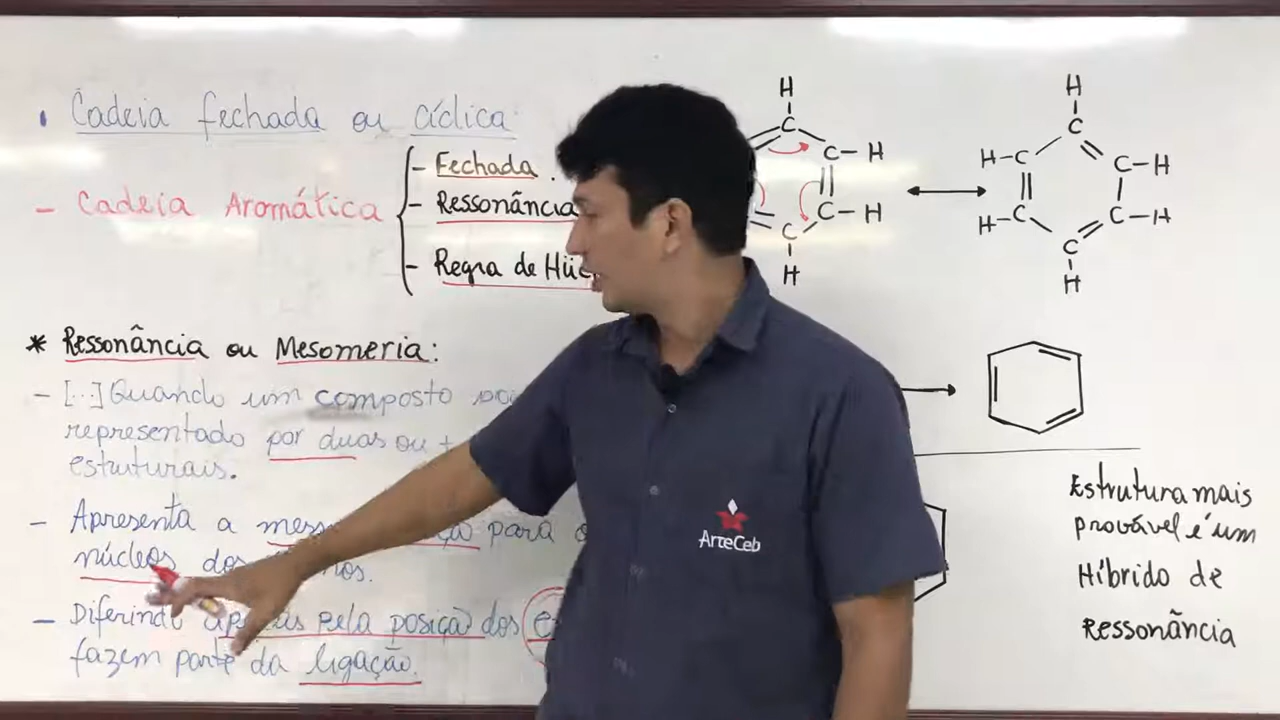 • Cadeia fechada ou cíclica
- Cadeia Aromática
- Fechada.
- Ressonância
- Regra de Hüc
* Ressonância ou Mesomeria:
- [...] Quando um composto
representado por duas ou
estruturais.
- Apresenta a para
núcleos dos
- Diferindo pela posição dos
fazem parte da ligação.
H
C
C-H
C-H
C
H
H
H-C C
C-H
H-C C-H
C
H
Estrutura mais
provável é um
Híbrido de
Ressonância
ArteCeb